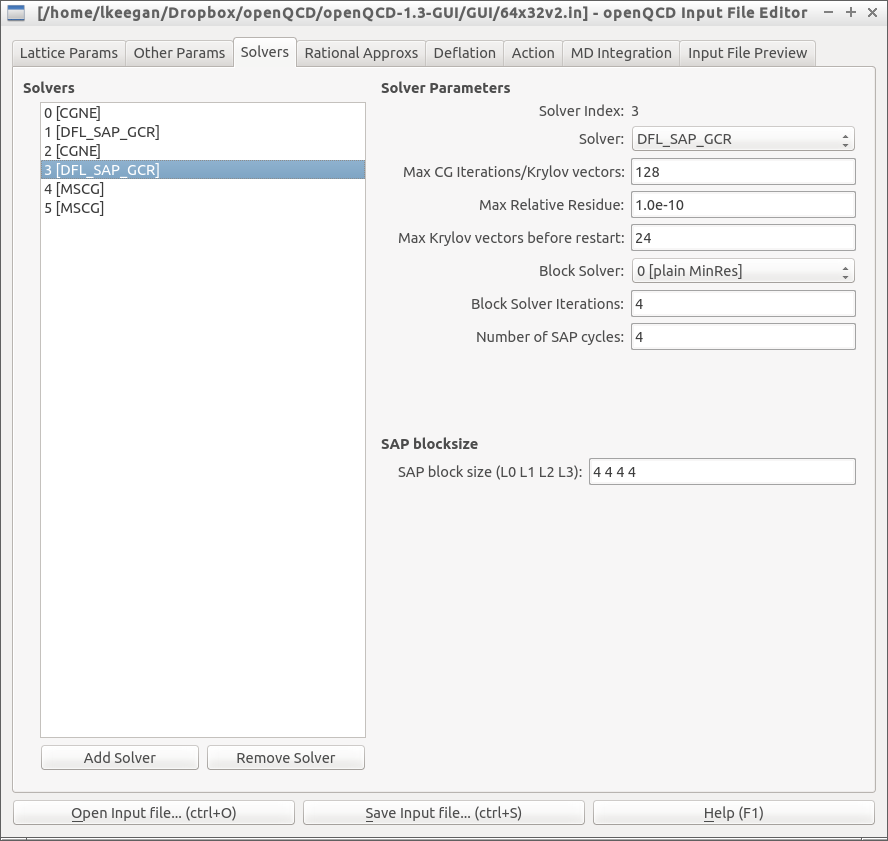 [/home/lkeegan/Dropbox/openQCD/openQCD-1.3-GUI/GUI/64x32v2.in] - openQCD Input File Editor
Lattice Params Other Params Solvers Rational Approxs Deflation Action MD Integration Input File Preview
Solvers
0 [CGNE]
1 [DFL_SAP_GCR]
2 [CGNE]
3 [DFL_SAP_GCR]
4 [MSCG]
5 [MSCG]
Add Solver Remove Solver
Solver Parameters
Solver Index: 3
Solver: DFL_SAP_GCR
Max CG Iterations/Krylov vectors: 128
Max Relative Residue: 1.0e-10
Max Krylov vectors before restart: 24
Block Solver: 0 [plain MinRes]
Block Solver Iterations: 4
Number of SAP cycles: 4
SAP blocksize
SAP block size (L0 L1 L2 L3): 4 4 4 4
Open Input file... (ctrl+O) Save Input file... (ctrl+S) Help (F1)